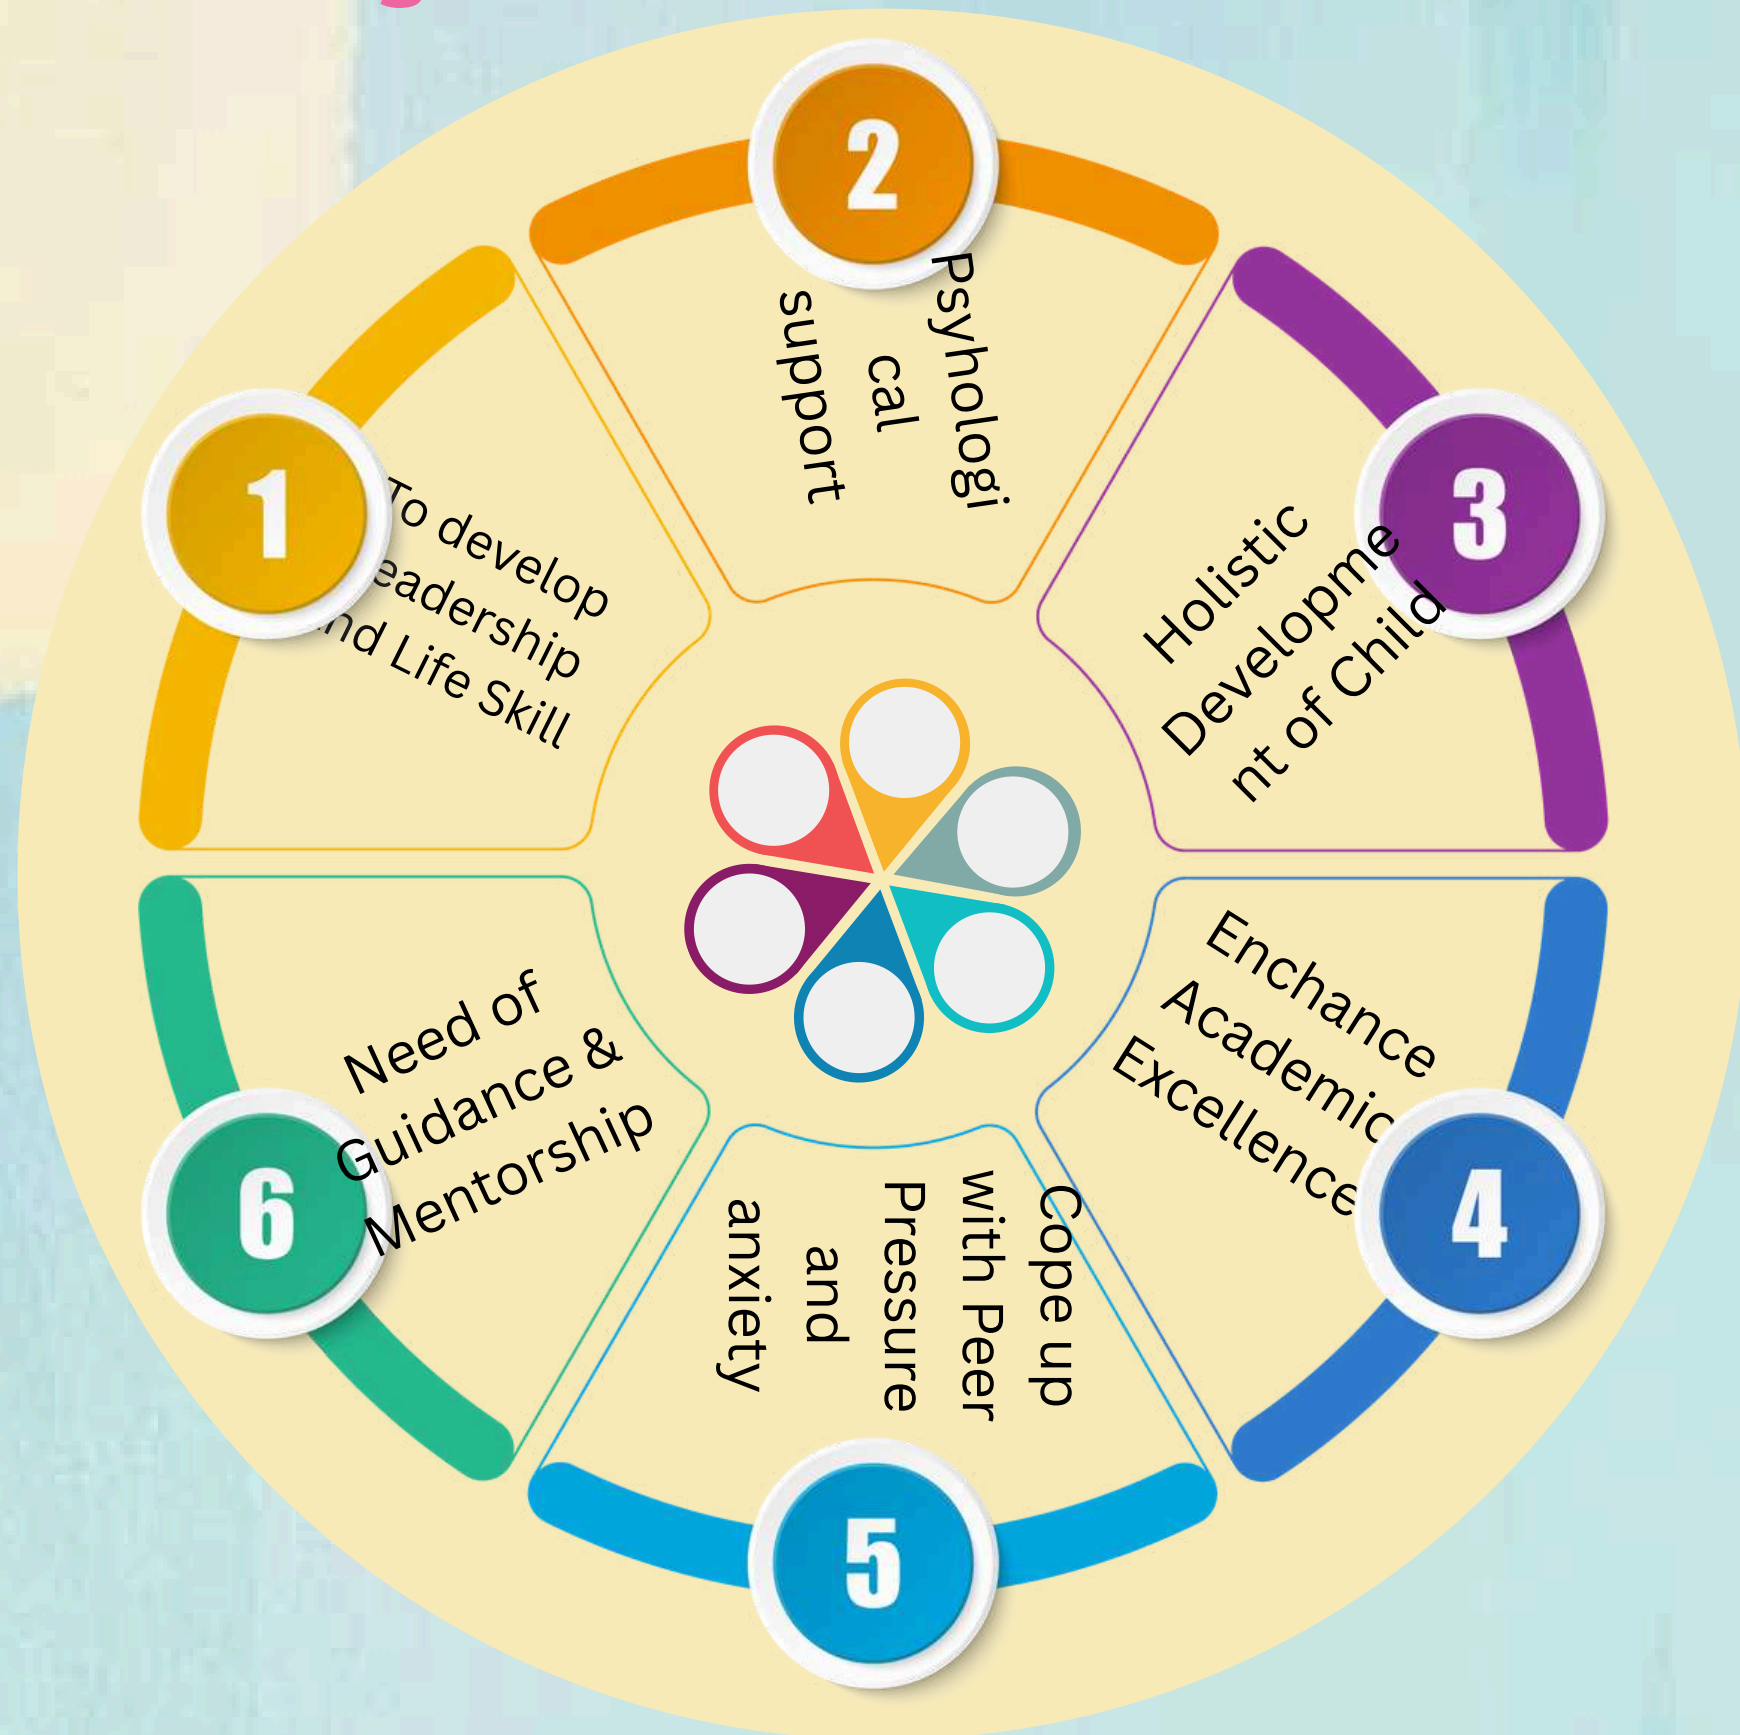 1
To develop
eadership
nd Life Skill
2
Psyhologi
cal
support
3
Holistic
Developme
nt of Child
4
Enchance
Academic
Excellence
5
Cope up
with Peer
Pressure
and
anxiety
6
Need of
Guidance &
Mentorship